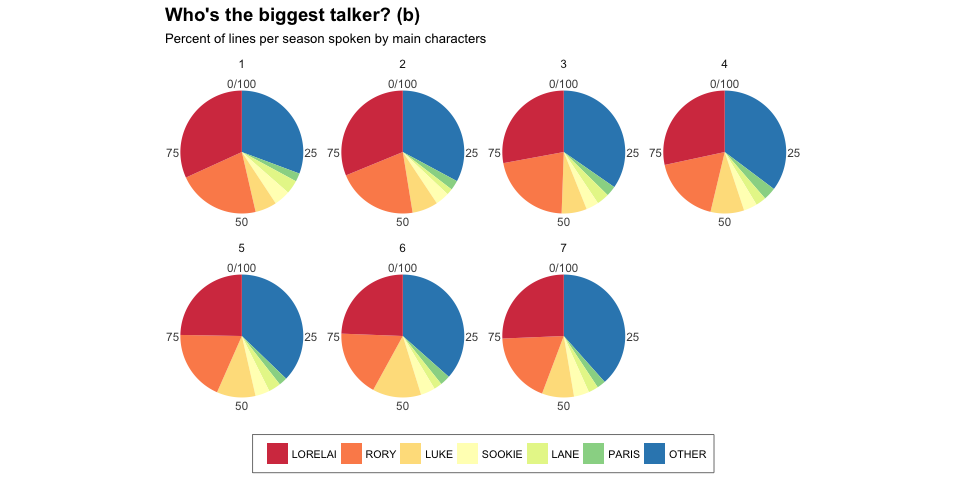 Who's the biggest talker? (b)
Percent of lines per season spoken by main characters
1 2 3 4
0/100 0/100 0/100 0/100
75 25 75 25 75 25 75 25
50 50 50 50
5 6 7
0/100 0/100 0/100
75 25 75 25 75 25
50 50 50
LORELAI RORY LUKE SOOKIE LANE PARIS OTHER